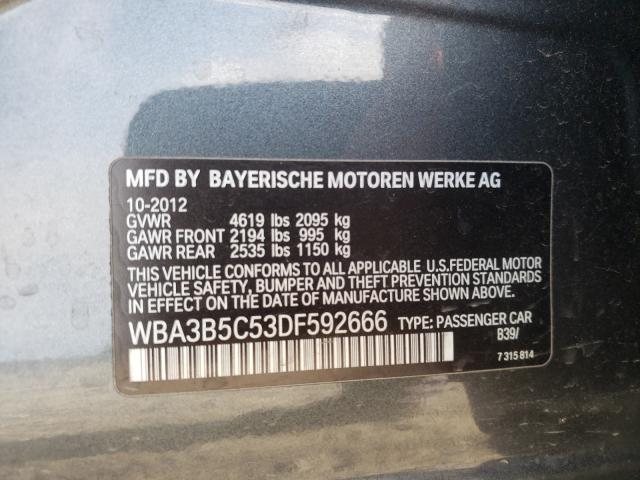 MFD BY BAYERISCHE MOTOREN WERKE AG
10-2012
GVWR 4619 lbs 2095 kg
GAWR FRONT 2194 lbs 995 kg
GAWR REAR 2535 lbs 1150 kg
THIS VEHICLE CONFORMS TO ALL APPLICABLE U.S.FEDERAL MOTOR
VEHICLE SAFETY, BUMPER AND THEFT PREVENTION STANDARDS
IN EFFECT ON THE DATE OF MANUFACTURE SHOWN ABOVE.
WBA3B5C53DF592666 TYPE: PASSENGER CAR
B39/
7 315 814